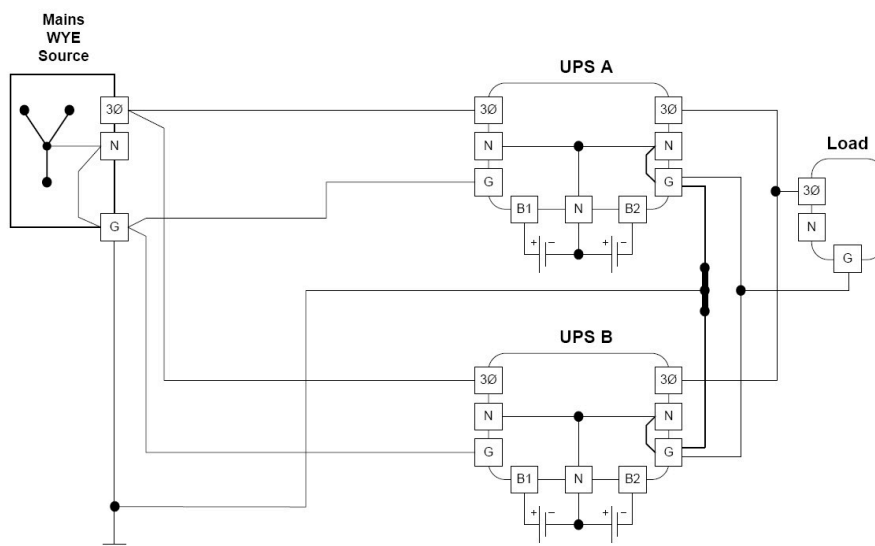 Mains
WYE
Source
UPS A
Load
3Ø
N
G
3Ø
N
G
3Ø
N
G
B1
N
B2
+ − + −
3Ø
N
G
UPS B
3Ø
N
G
3Ø
N
G
B1
N
B2
+ − + −